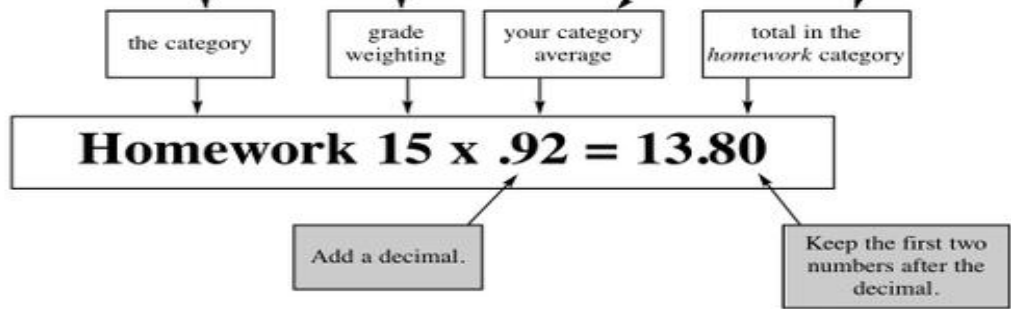 the category
grade
weighting
your category
average
total in the
homework category
Homework 15 x .92 = 13.80
Add a decimal.
Keep the first two
numbers after the
decimal.